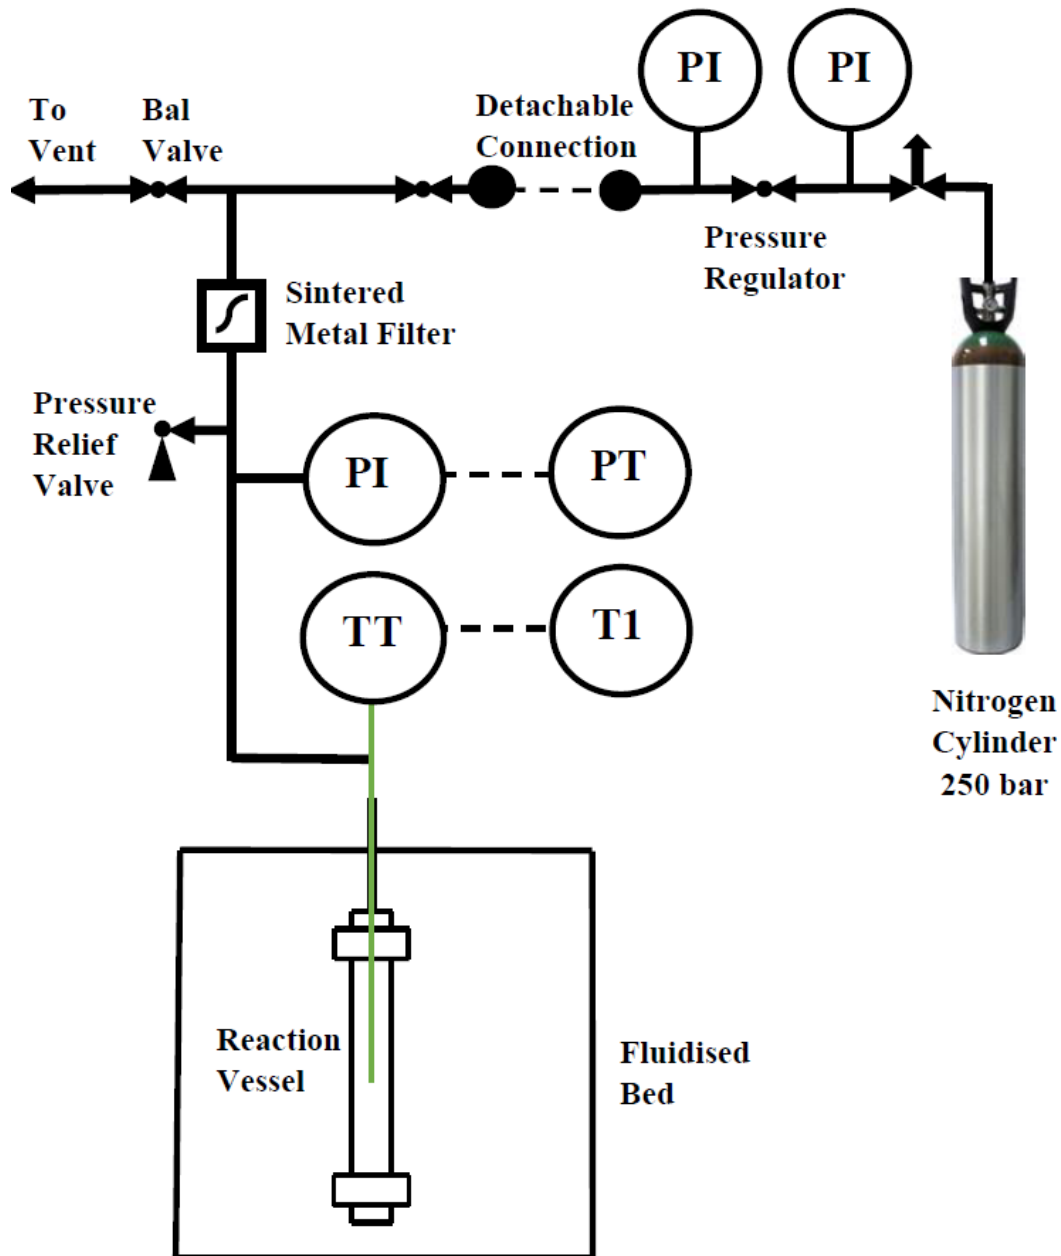 PI
PI
To
Vent
Bal
Valve
Detachable
Connection
Pressure
Regulator
Sintered
Metal Filter
Pressure
Relief
Valve
PI
PT
TT
T1
Nitrogen
Cylinder
250 bar
Reaction
Vessel
Fluidised
Bed